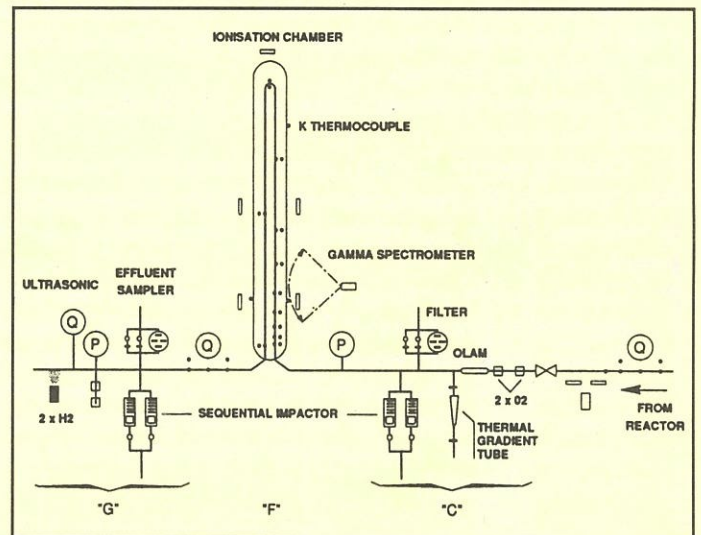 IONISATION CHAMBER
K THERMOCOUPLE
GAMMA SPECTROMETER
ULTRASONIC
EFFLUENT
SAMPLER
FILTER
Q
P
Q
P
OLAM
Q
2 x H2
SEQUENTIAL IMPACTOR
2 x 02
THERMAL
GRADIENT
TUBE
FROM
REACTOR
"G"
"F"
"C"